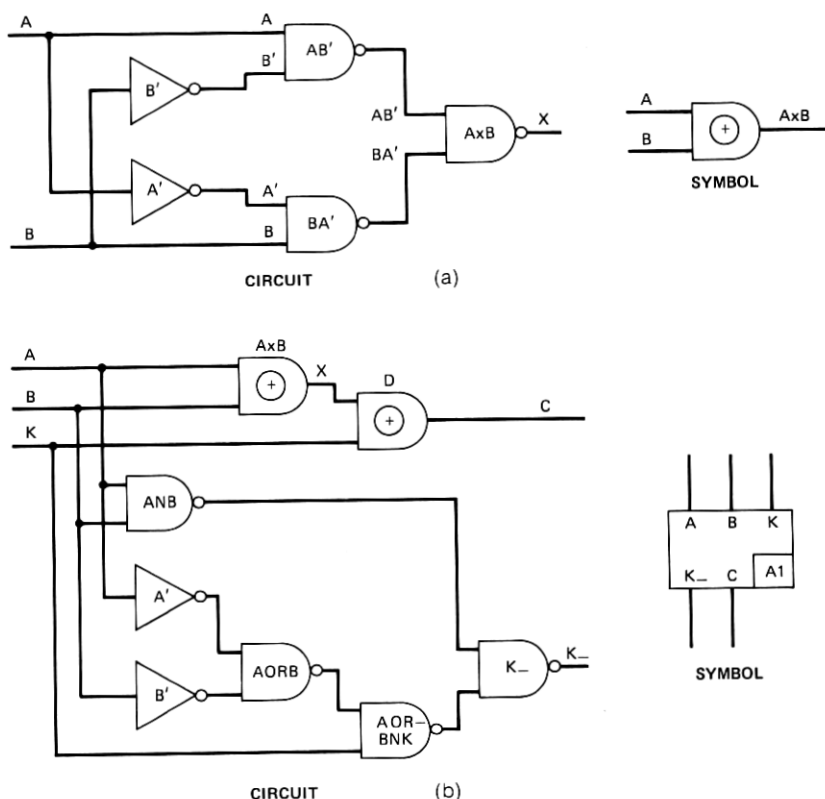 A
A
AB'
B'
B'
AB'
X
AxB
BA'
A'
A'
BA'
B
B
A
AxB
B
SYMBOL
CIRCUIT
(a)
AxB
A
X
D
B
C
K
ANB
A
B
K
K_
C
A1
A'
AORB
K_
K_
B'
AOR–
BNK
SYMBOL
CIRCUIT
(b)